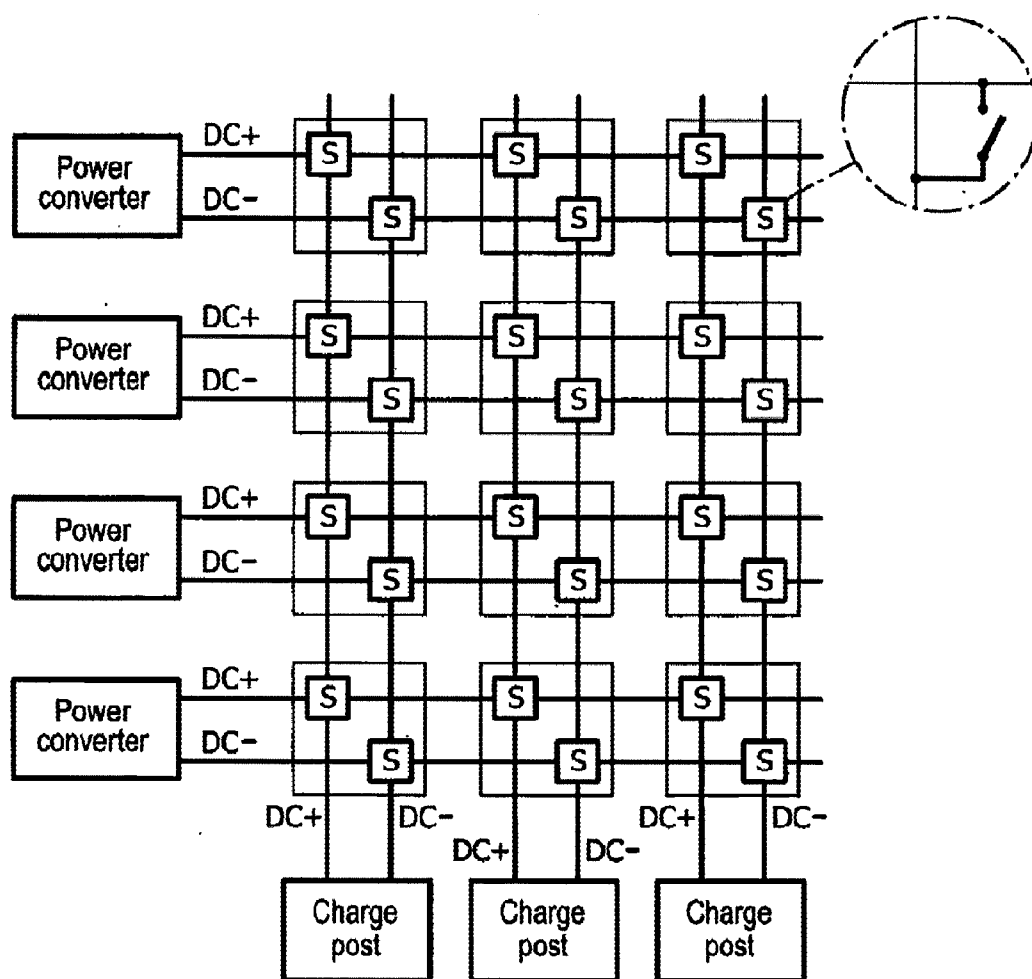 DC+
Power
converter
S
S
S
DC-
S
S
S
DC+
Power
converter
S
S
S
DC-
S
S
S
DC+
Power
converter
S
S
S
DC-
S
S
S
DC+
Power
converter
S
S
S
DC-
S
S
S
DC+
DC-
DC+
DC-
DC+
DC-
Charge
post
Charge
post
Charge
post